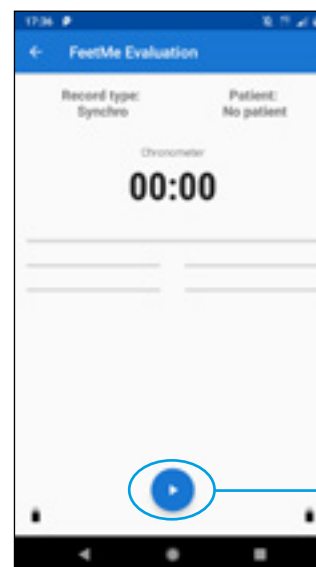 17:36
FeetMe Evaluation
Record type:
Synchro
Patient:
No patient
Chronometer
00:00